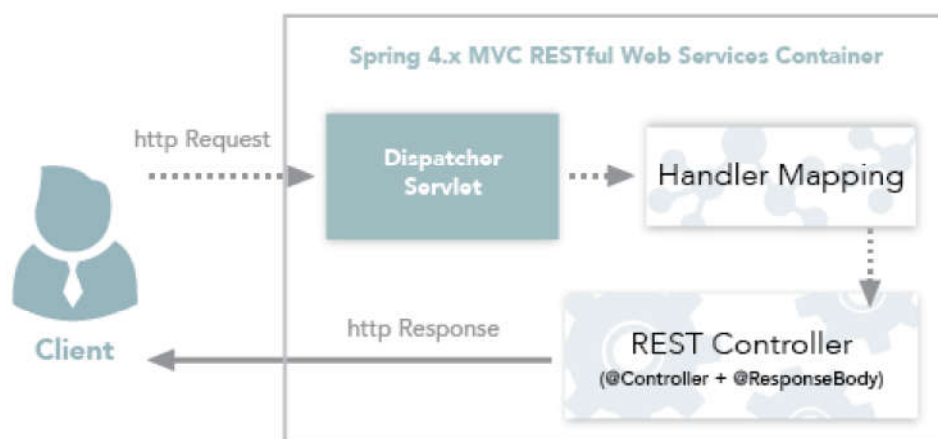 Spring 4.x MVC RESTful Web Services Container
http Request
Dispatcher
Servlet
Handler Mapping
http Response
REST Controller
(@Controller + @ResponseBody)
Client